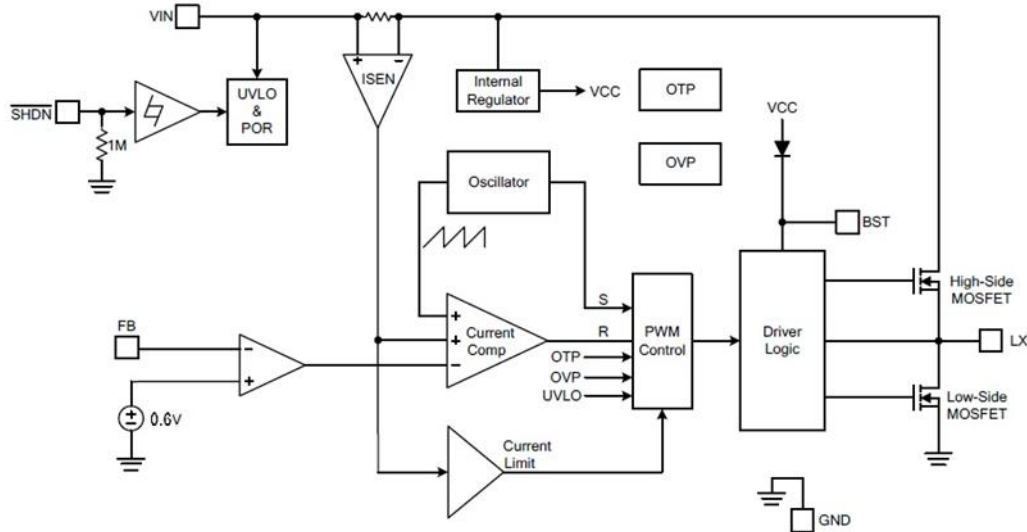 VIN
+ −
ISEN
Internal
Regulator
VCC
OTP
SHDN
UVLO
&
POR
1M
VCC
OVP
Oscillator
BST
High-Side
MOSFET
S
+
FB
+
Current
Comp
R
PWM
Control
Driver
Logic
LX
−
−
OTP
+
OVP
UVLO
0.6V
Low-Side
MOSFET
Current
Limit
GND